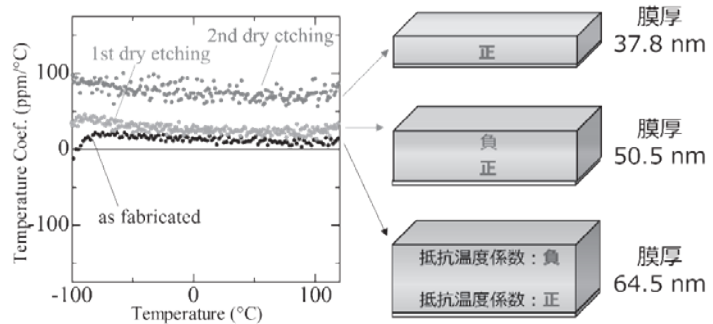 2nd dry etching
1st dry etching
as fabricated
Temperature Coef. (ppm/°C)
100
0
-100
-100
0
100
Temperature (°C)
正
膜厚
37.8 nm
負
正
膜厚
50.5 nm
抵抗温度係数：負
抵抗温度係数：正
膜厚
64.5 nm